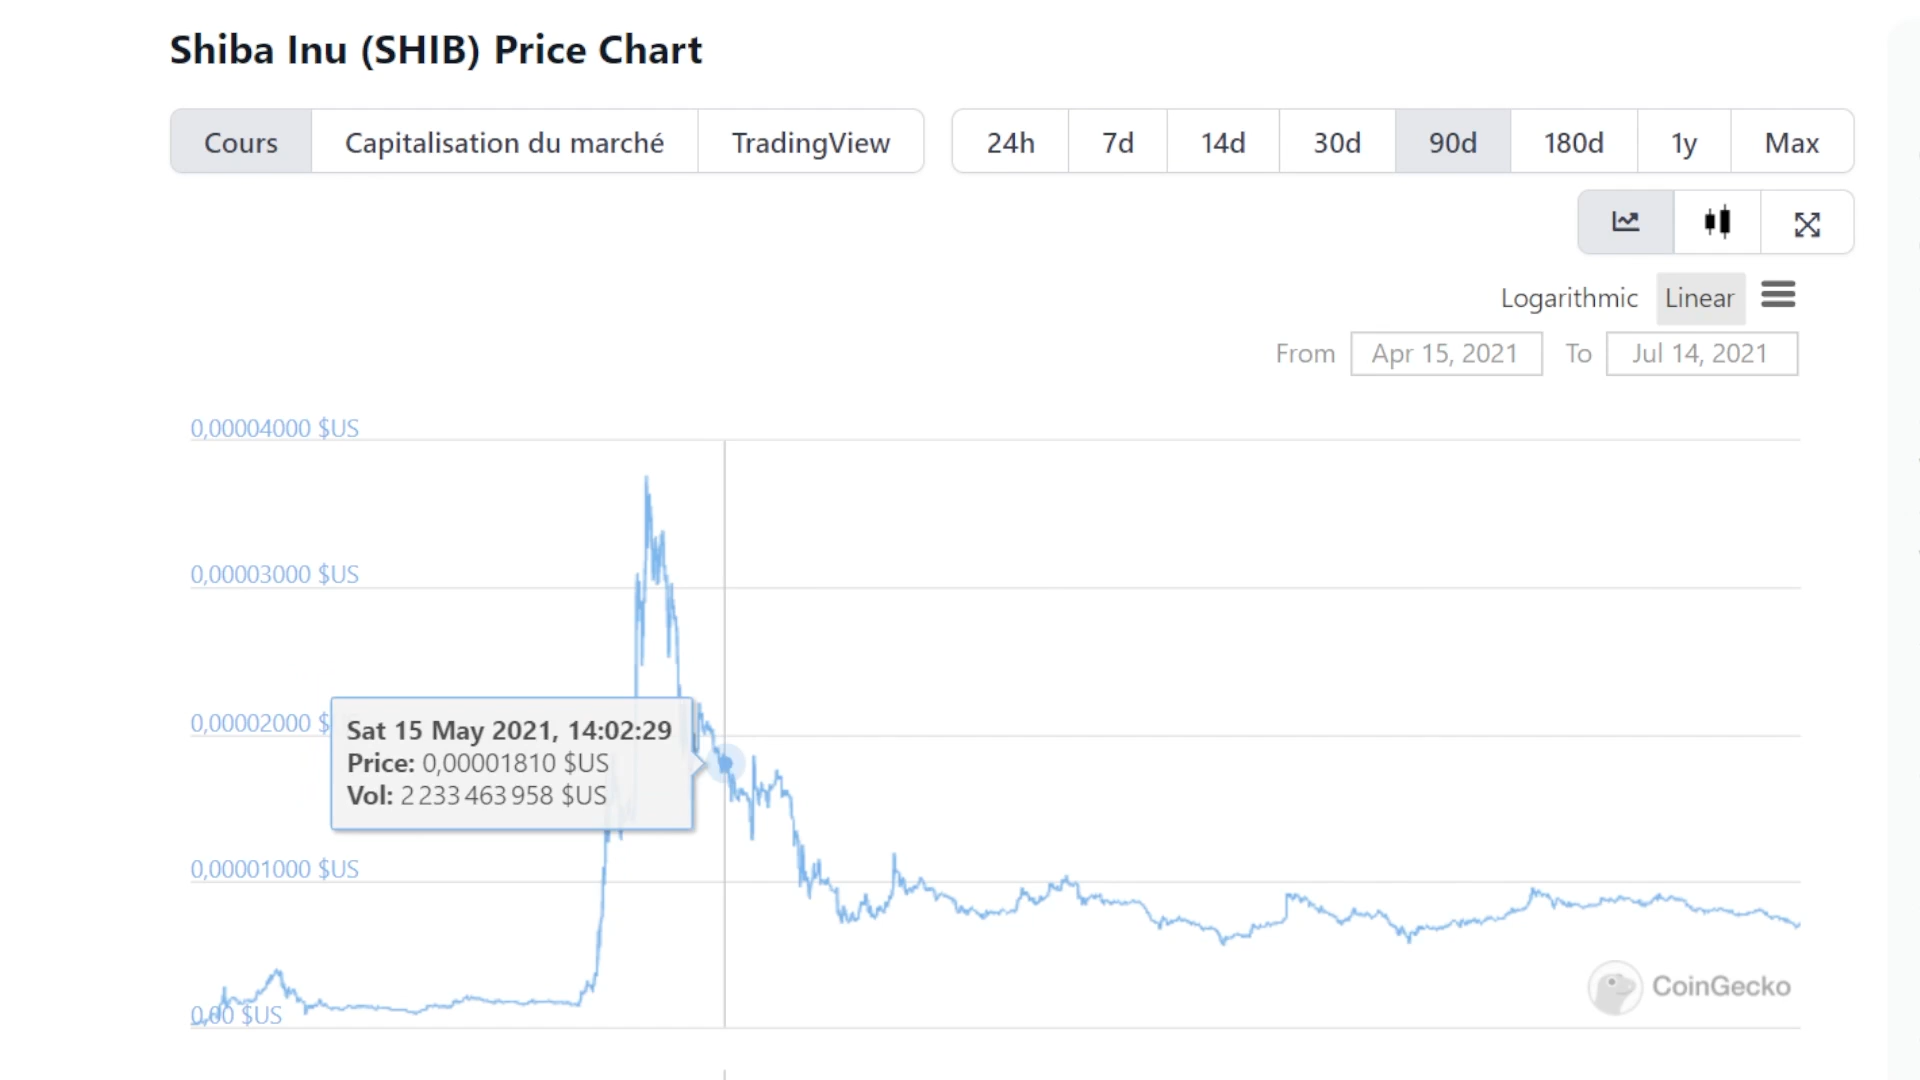 Shiba Inu (SHIB) Price Chart
Cours Capitalisation du marché TradingView 24h 7d 14d 30d 90d 180d 1y Max
Logarithmic Linear
From Apr 15, 2021 To Jul 14, 2021
0,00004000 $US
0,00003000 $US
0,00002000 $
Sat 15 May 2021, 14:02:29
Price: 0,00001810 $US
Vol: 2 233 463 958 $US
0,00001000 $US
CoinGecko
0,00 $US